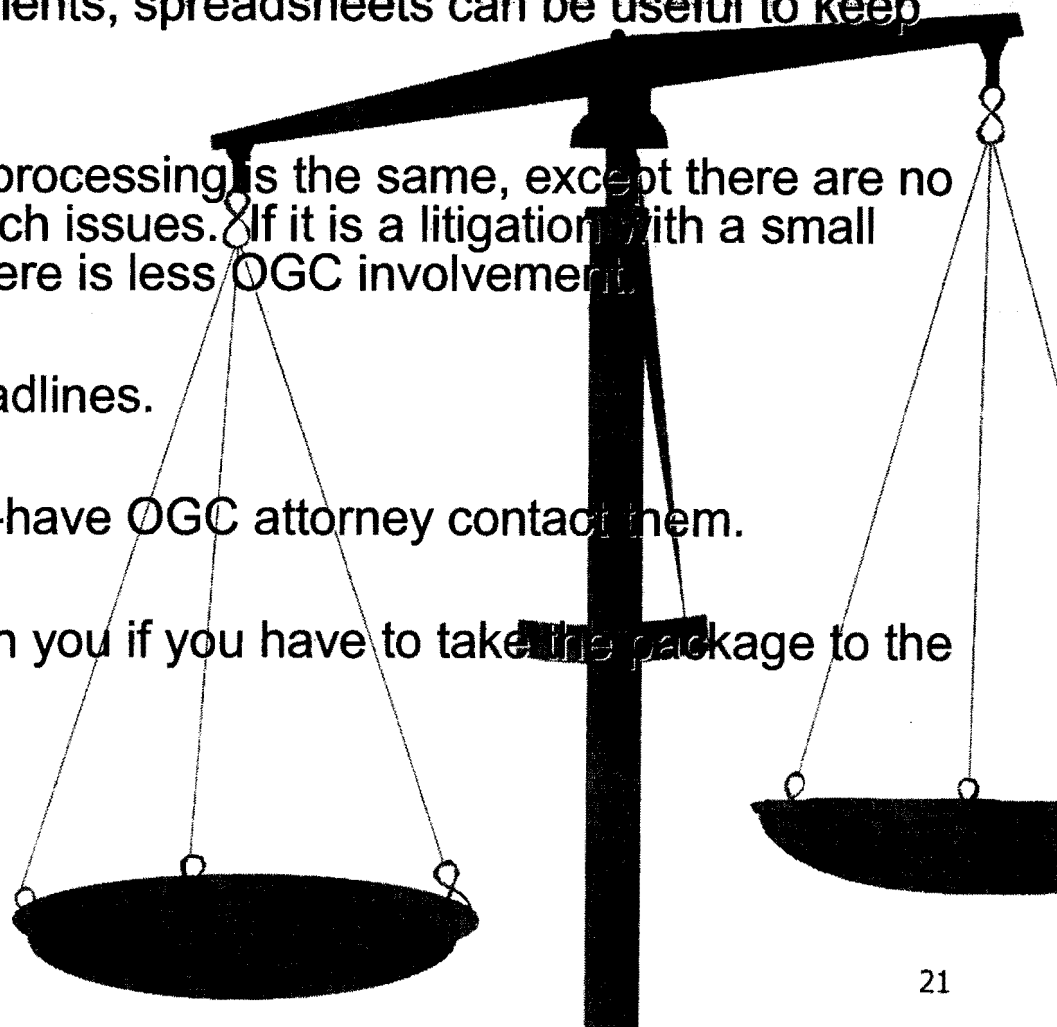 ients, spreadsheets can be useful to keep
processing is the same, except there are no
ch issues. If it is a litigation with a small
ere is less OGC involvement.
adlines.
-have OGC attorney contact them.
n you if you have to take the package to the
21